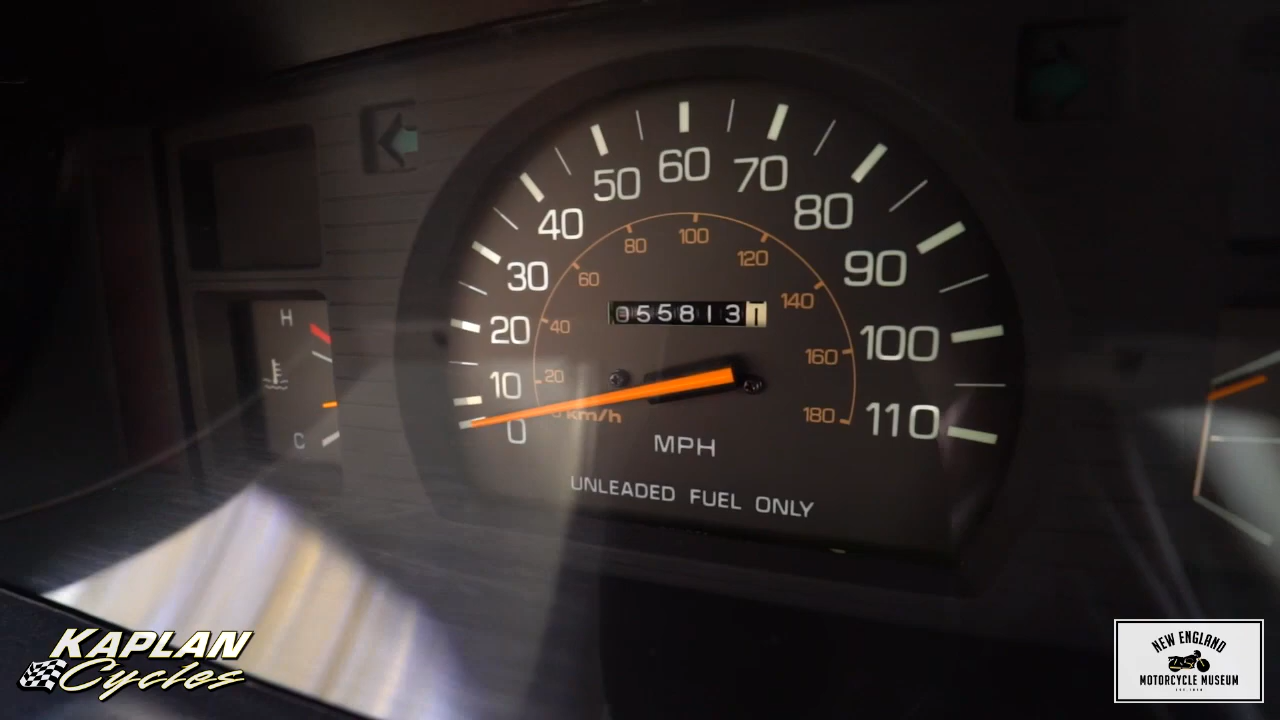 H
C
0
10
20
30
40
50
60
70
80
90
100
110
20
40
60
80
100
120
140
160
180
0558131
km/h
MPH
UNLEADED FUEL ONLY
KAPLAN
Cycles
NEW ENGLAND
MOTORCYCLE MUSEUM